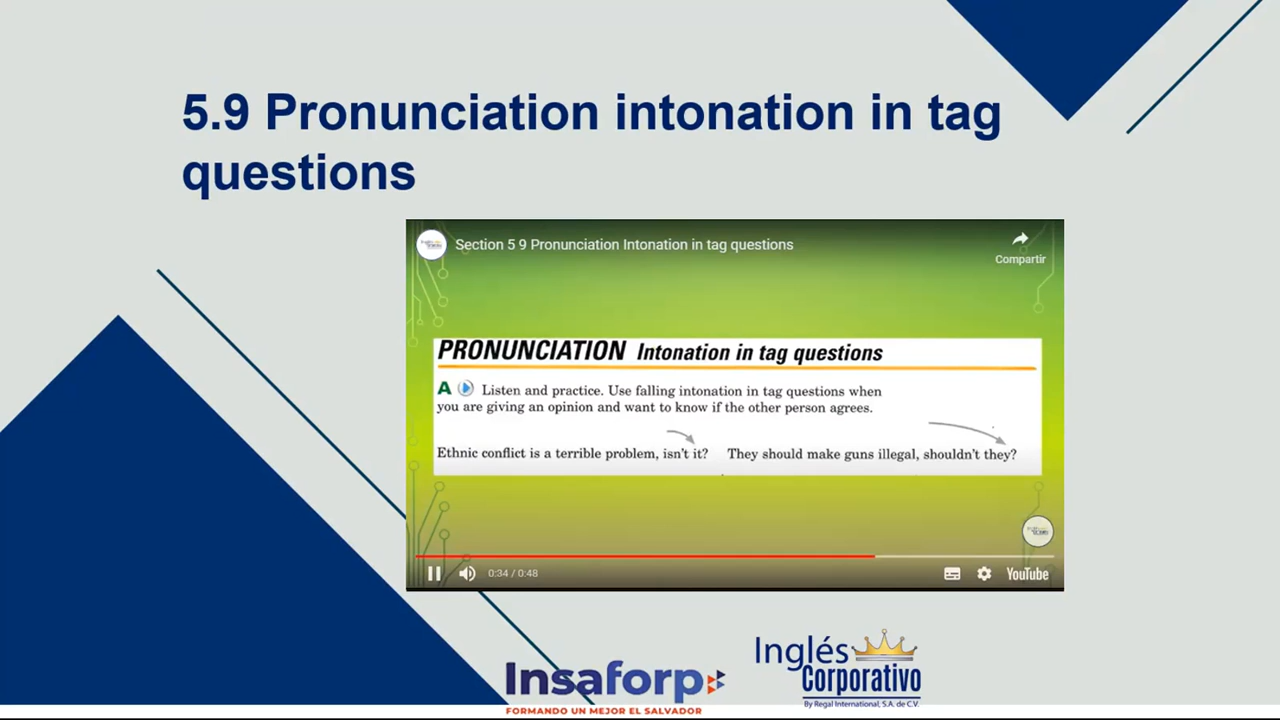 5.9 Pronunciation intonation in tag
questions
Section 5 9 Pronunciation Intonation in tag questions
Compartir
PRONUNCIATION Intonation in tag questions
A Listen and practice. Use falling intonation in tag questions when
you are giving an opinion and want to know if the other person agrees.
Ethnic conflict is a terrible problem, isn't it? They should make guns illegal, shouldn't they?
0:34 / 0:48
YouTube
Insaforp
FORMANDO UN MEJOR EL SALVADOR
Inglés
Corporativo
By Regal International, S.A. de C.V.